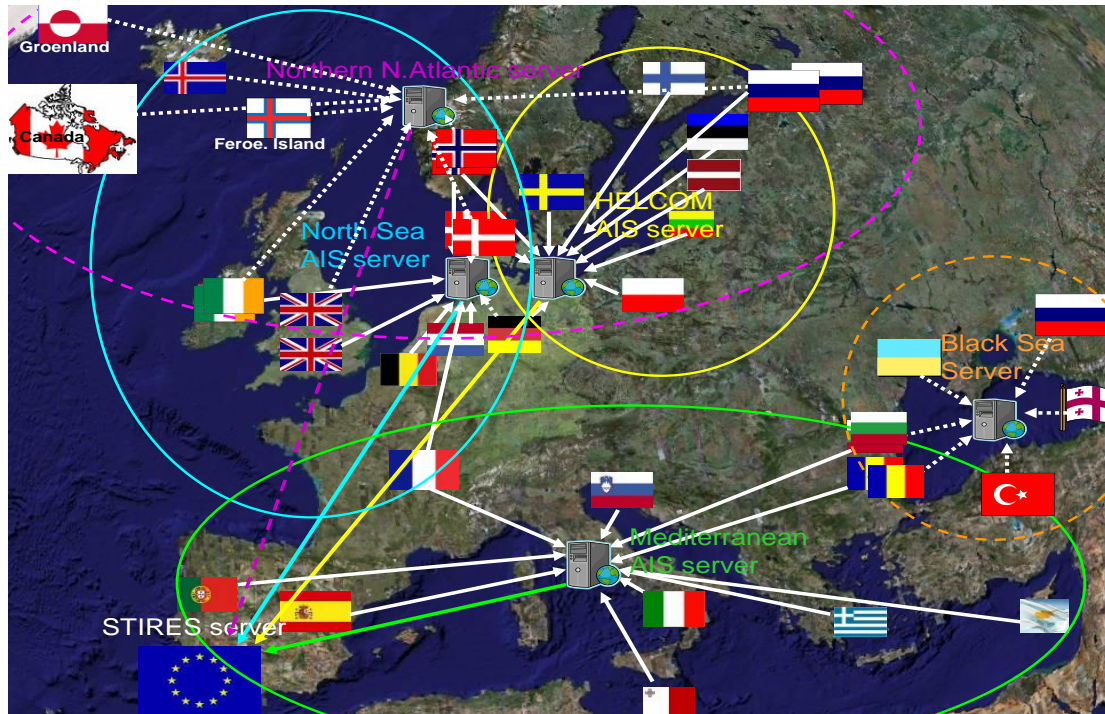 Groenland
Northern N.Atlantic server
Canada
Feroe. Island
HELCOM
AIS server
North Sea
AIS server
Black Sea
Server
Mediterranean
AIS server
STIRES server